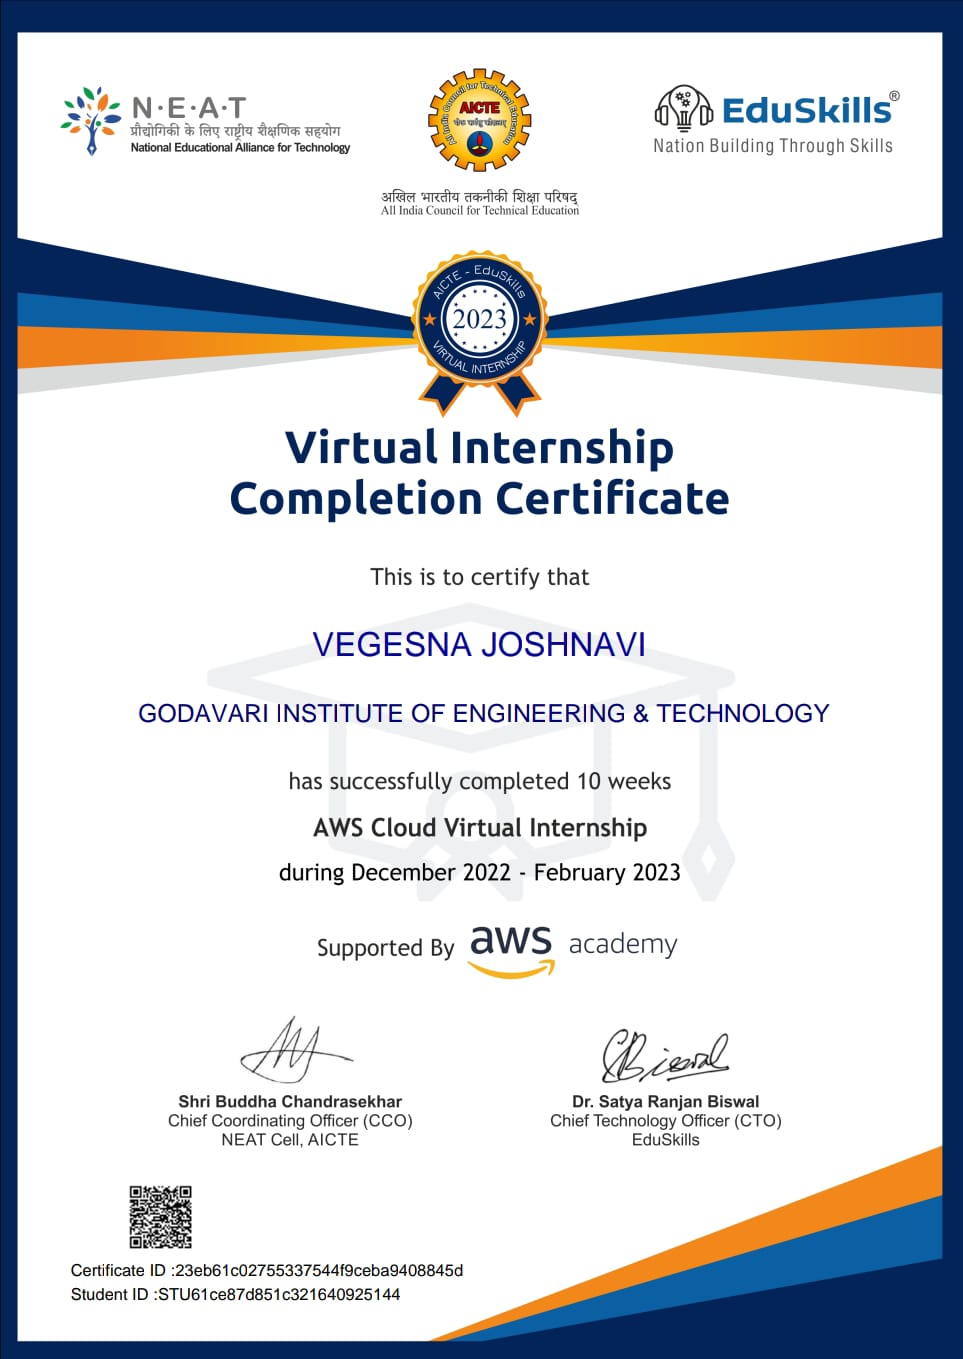 N·E·A·T
प्रौद्योगिकी के लिए राष्ट्रीय शैक्षणिक सहयोग
National Educational Alliance for Technology
All India Council for Technical Education
AICTE
अखिल भारतीय तकनीकी शिक्षा परिषद्
All India Council for Technical Education
EduSkills®
Nation Building Through Skills
AICTE - EduSkills
2023
VIRTUAL INTERNSHIP
Virtual Internship
Completion Certificate
This is to certify that
VEGESNA JOSHNAVI
GODAVARI INSTITUTE OF ENGINEERING & TECHNOLOGY
has successfully completed 10 weeks
AWS Cloud Virtual Internship
during December 2022 - February 2023
Supported By aws academy
Biswal
Shri Buddha Chandrasekhar
Chief Coordinating Officer (CCO)
NEAT Cell, AICTE
Dr. Satya Ranjan Biswal
Chief Technology Officer (CTO)
EduSkills
Certificate ID :23eb61c02755337544f9ceba9408845d
Student ID :STU61ce87d851c321640925144